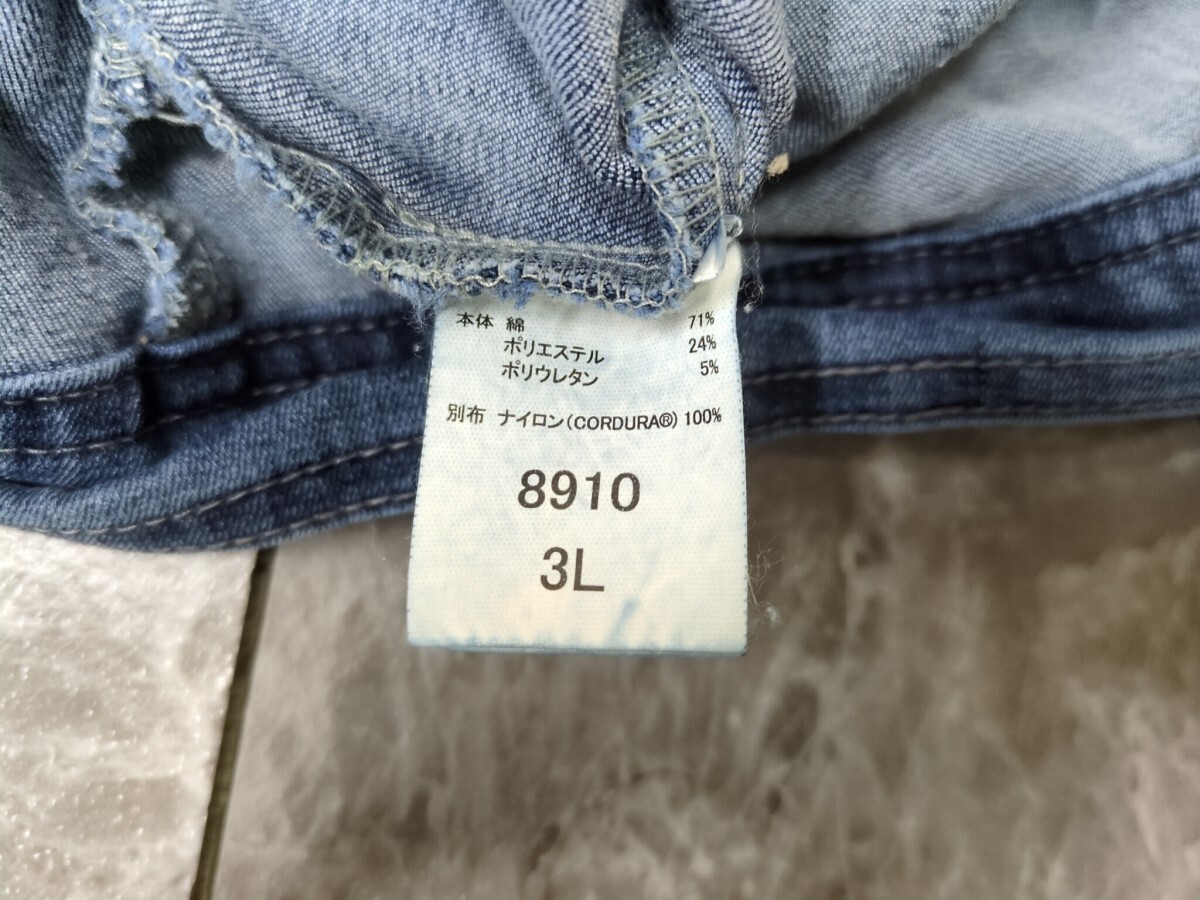 本体 綿 71%
ポリエステル 24%
ポリウレタン 5%
別布 ナイロン(CORDURA®) 100%
8910
3L